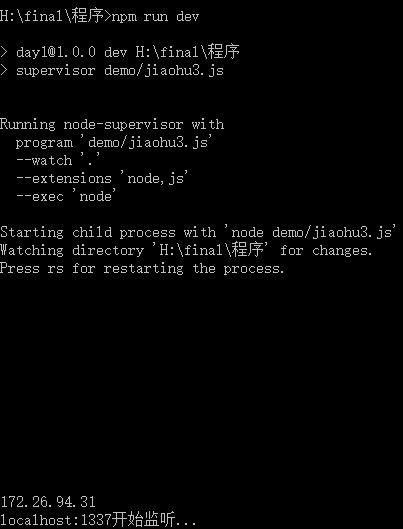 H:\final\程序>npm run dev
> day1@1.0.0 dev H:\final\程序
> supervisor demo/jiaohu3.js
Running node-supervisor with
program 'demo/jiaohu3.js'
--watch '.'
--extensions 'node,js'
--exec 'node'
Starting child process with 'node demo/jiaohu3.js'
Watching directory 'H:\final\程序' for changes.
Press rs for restarting the process.
172.26.94.31
localhost:1337开始监听...